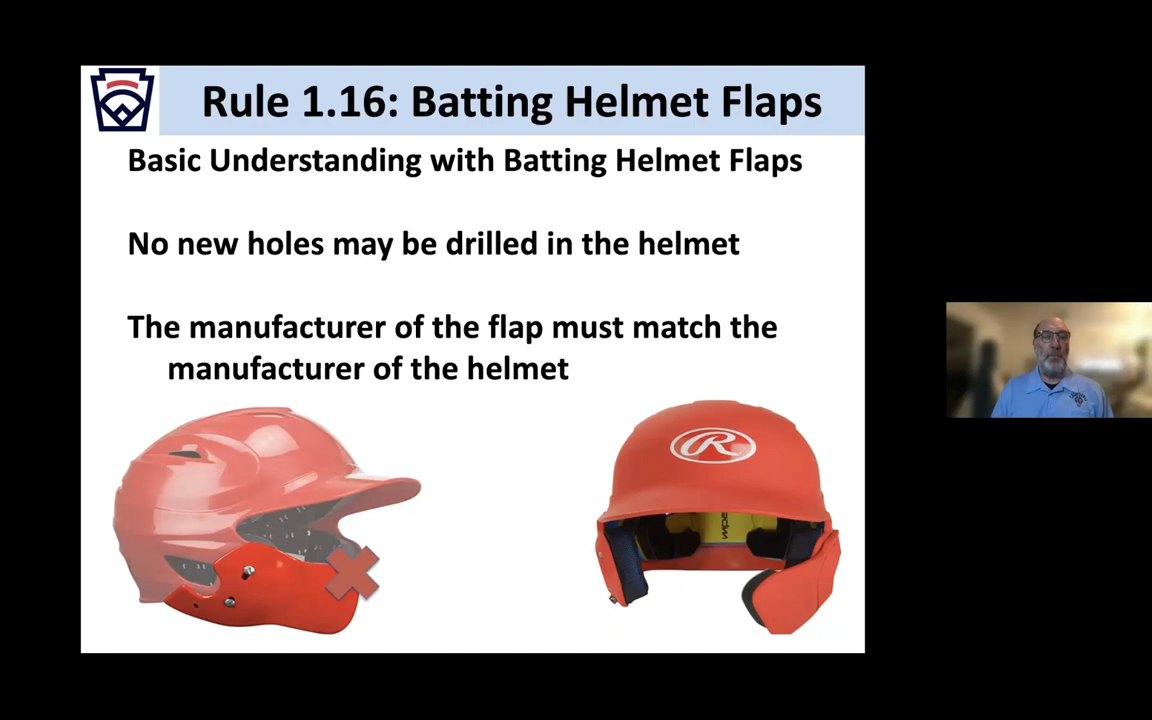 Rule 1.16: Batting Helmet Flaps
Basic Understanding with Batting Helmet Flaps
No new holes may be drilled in the helmet
The manufacturer of the flap must match the
manufacturer of the helmet
R